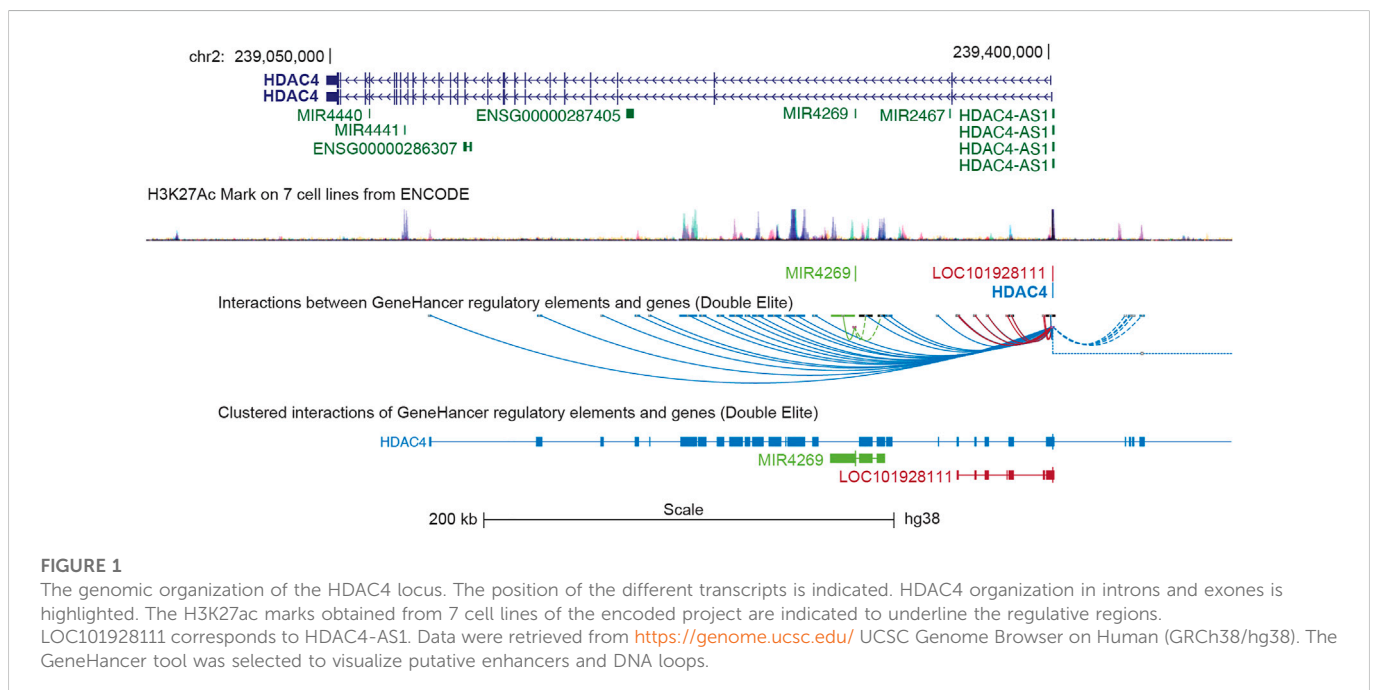 chr2: 239,050,000
239,400,000
HDAC4
HDAC4
MIR4440
ENSG00000287405
MIR4269
MIR2467
HDAC4-AS1
MIR4441
HDAC4-AS1
ENSG00000286307
HDAC4-AS1
HDAC4-AS1
H3K27Ac Mark on 7 cell lines from ENCODE
MIR4269
LOC101928111
HDAC4
Interactions between GeneHancer regulatory elements and genes (Double Elite)
Clustered interactions of GeneHancer regulatory elements and genes (Double Elite)
HDAC4
MIR4269
LOC101928111
Scale
200 kb
hg38
FIGURE 1
The genomic organization of the HDAC4 locus. The position of the different transcripts is indicated. HDAC4 organization in introns and exones is
highlighted. The H3K27ac marks obtained from 7 cell lines of the encoded project are indicated to underline the regulative regions.
LOC101928111 corresponds to HDAC4-AS1. Data were retrieved from https://genome.ucsc.edu/ UCSC Genome Browser on Human (GRCh38/hg38). The
GeneHancer tool was selected to visualize putative enhancers and DNA loops.